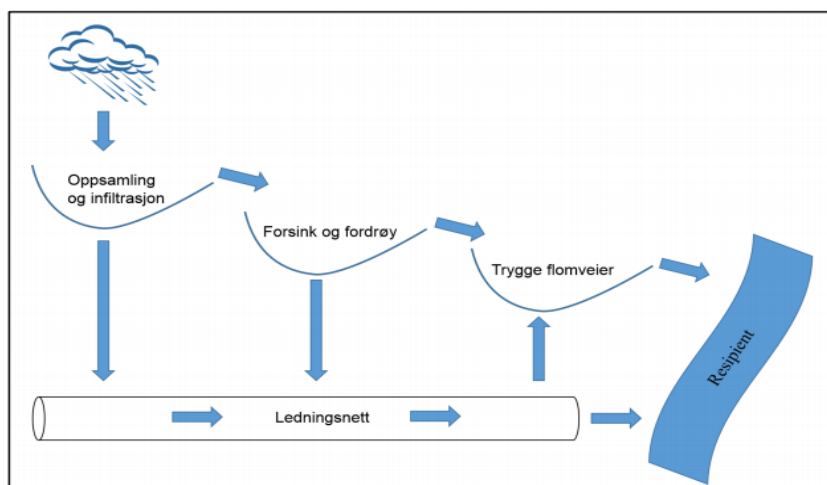 Oppsamling
og infiltrasjon
Forsink og fordrøy
Trygge flomveier
Resipient
Ledningsnett